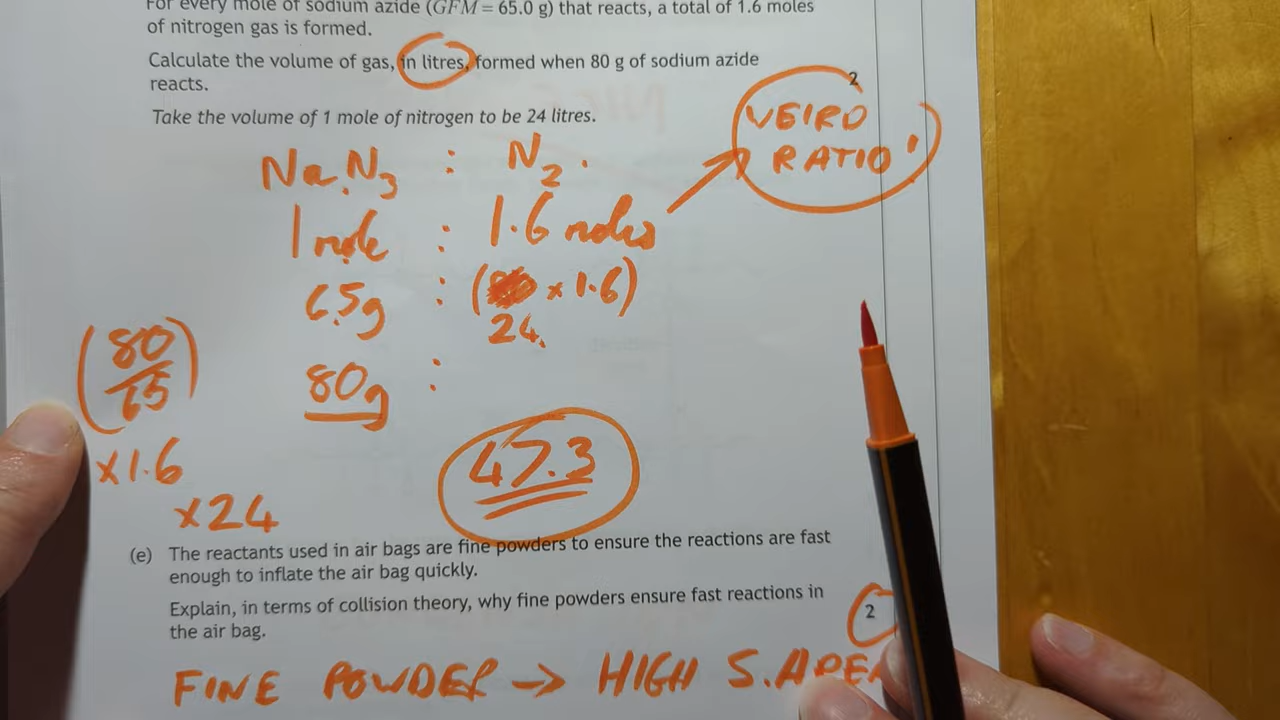 For every mole of sodium azide (GFM = 65.0 g) that reacts, a total of 1.6 moles
of nitrogen gas is formed.
Calculate the volume of gas, in litres, formed when 80 g of sodium azide
reacts.
2
Take the volume of 1 mole of nitrogen to be 24 litres.
WEIRD
RATIO!
NaN₃ : N₂
1 mole : 1.6 moles
65g : ( × 1.6)
24
80g :
(80/65)
×1.6
×24
47.3
(e) The reactants used in air bags are fine powders to ensure the reactions are fast
enough to inflate the air bag quickly.
Explain, in terms of collision theory, why fine powders ensure fast reactions in
the air bag.
2
FINE POWDER → HIGH S.AREA